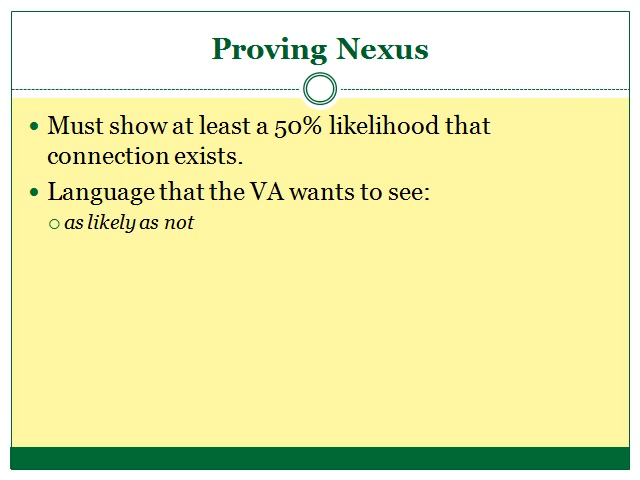 Proving Nexus
Must show at least a 50% likelihood that
connection exists.
Language that the VA wants to see:
as likely as not